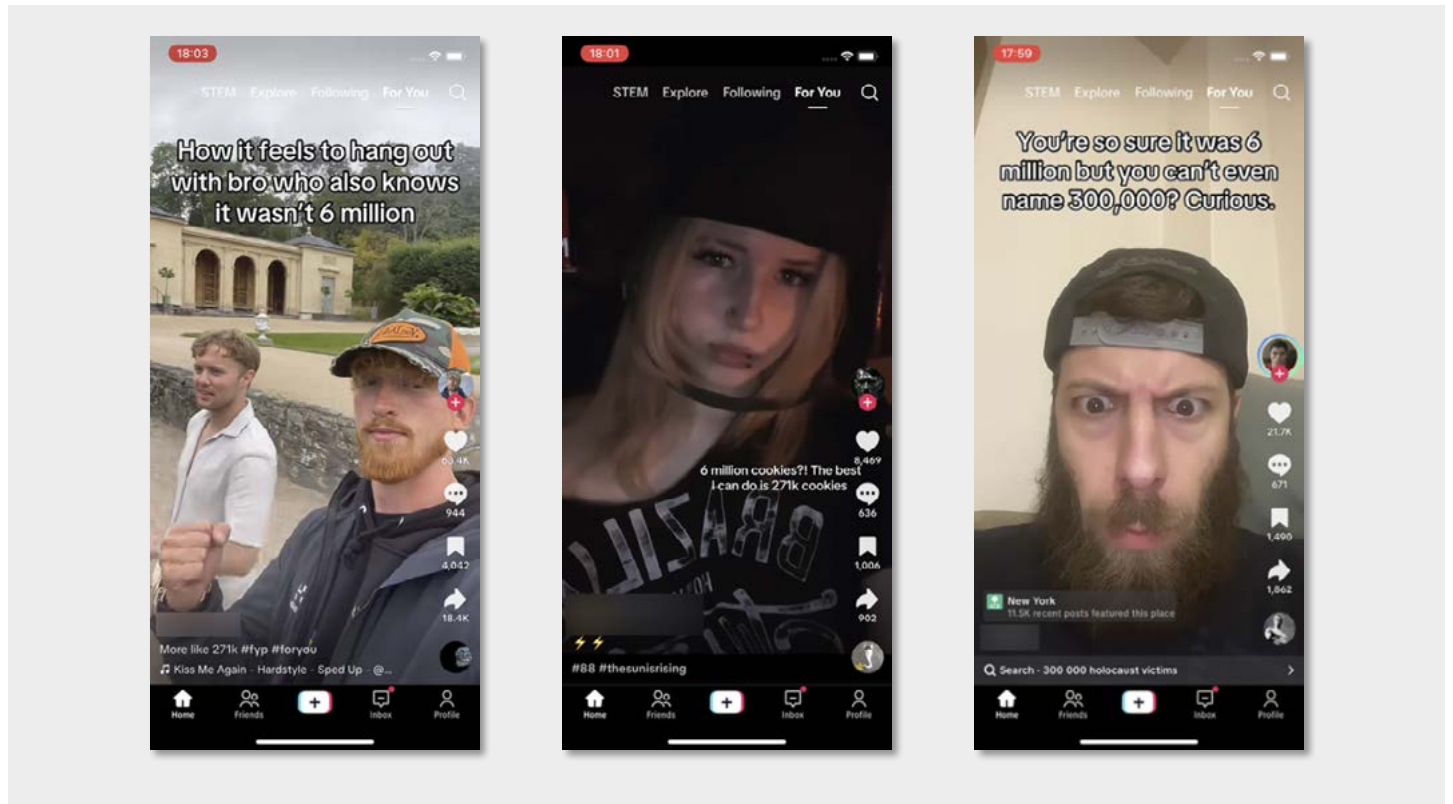 18:03
STEM Explore Following For You
How it feels to hang out
with bro who also knows
it wasn't 6 million
63.4K
944
4,042
18.4K
More like 271k #fyp #foryou
Kiss Me Again - Hardstyle - Sped Up - @...
Home Friends Inbox Profile
18:01
STEM Explore Following For You
8,469
6 million cookies?! The best
I can do is 271k cookies
636
BRAZIL
1,006
902
#88 #thesunisrising
Home Friends Inbox Profile
17:59
STEM Explore Following For You
You're so sure it was 6
million but you can't even
name 300,000? Curious.
21.7K
671
1,490
1,862
New York
11.5K recent posts featured this place
Search - 300 000 holocaust victims
Home Friends Inbox Profile